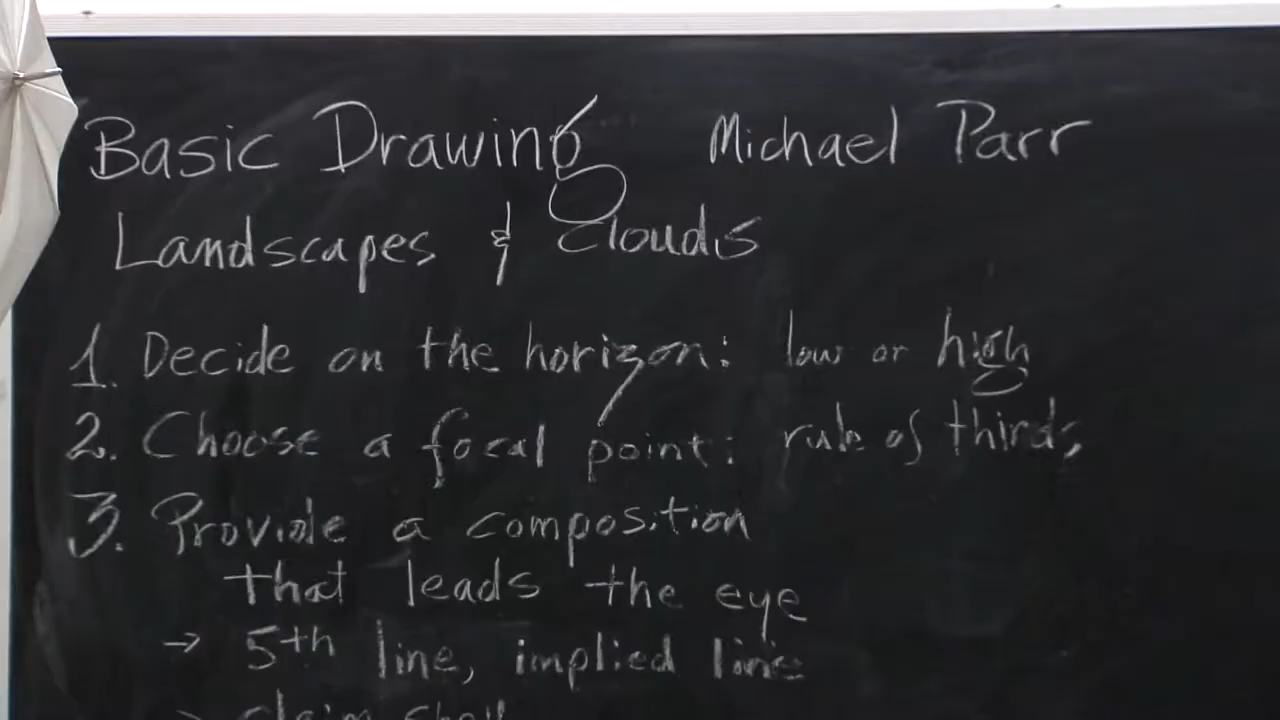 Basic Drawing Michael Parr
Landscapes & Clouds
1. Decide on the horizon: low or high
2. Choose a focal point: rule of thirds
3. Provide a composition
that leads the eye
→ 5th line, implied line